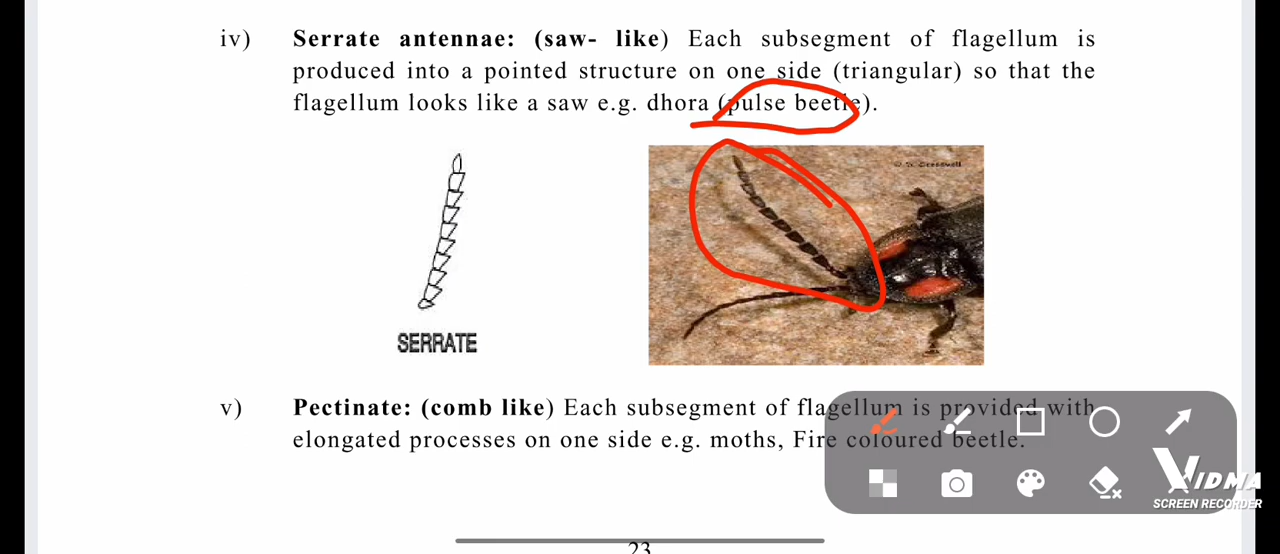 iv) Serrate antennae: (saw- like) Each subsegment of flagellum is
produced into a pointed structure on one side (triangular) so that the
flagellum looks like a saw e.g. dhora (pulse beetle).
SERRATE
v) Pectinate: (comb like) Each subsegment of flagellum is provided with
elongated processes on one side e.g. moths, Fire coloured beetle.
VIDMA
SCREEN RECORDER
23